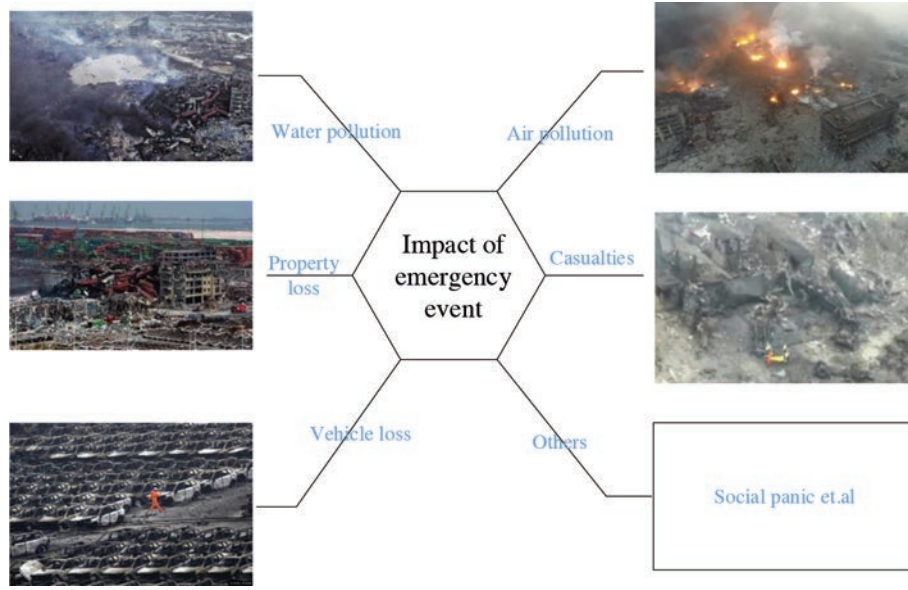 Water pollution
Air pollution
Property
loss
Impact of
emergency
event
Casualties
Vehicle loss
Others
Social panic et.al